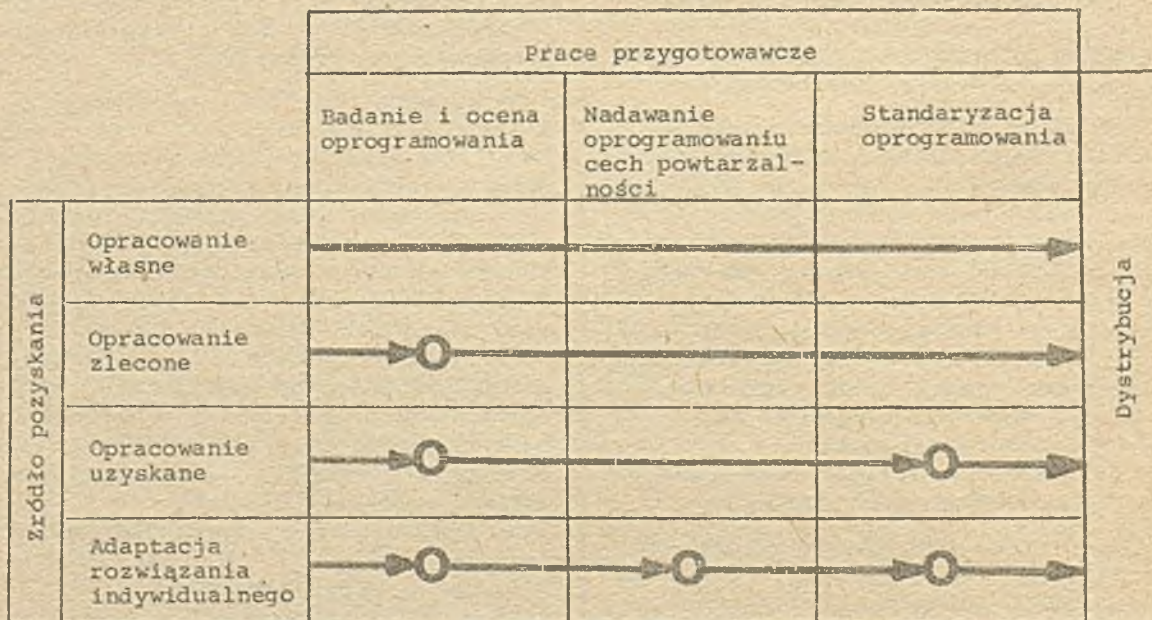 Prace przygotowawcze
Badanie i ocena
oprogramowania
Nadawanie
oprogramowaniu
cech powtarzal-
ności
Standaryzacja
oprogramowania
Źródło pozyskania
Opracowanie
własne
Opracowanie
zlecone
Opracowanie
uzyskane
Adaptacja
rozwiązania
indywidualnego
Dystrybucja